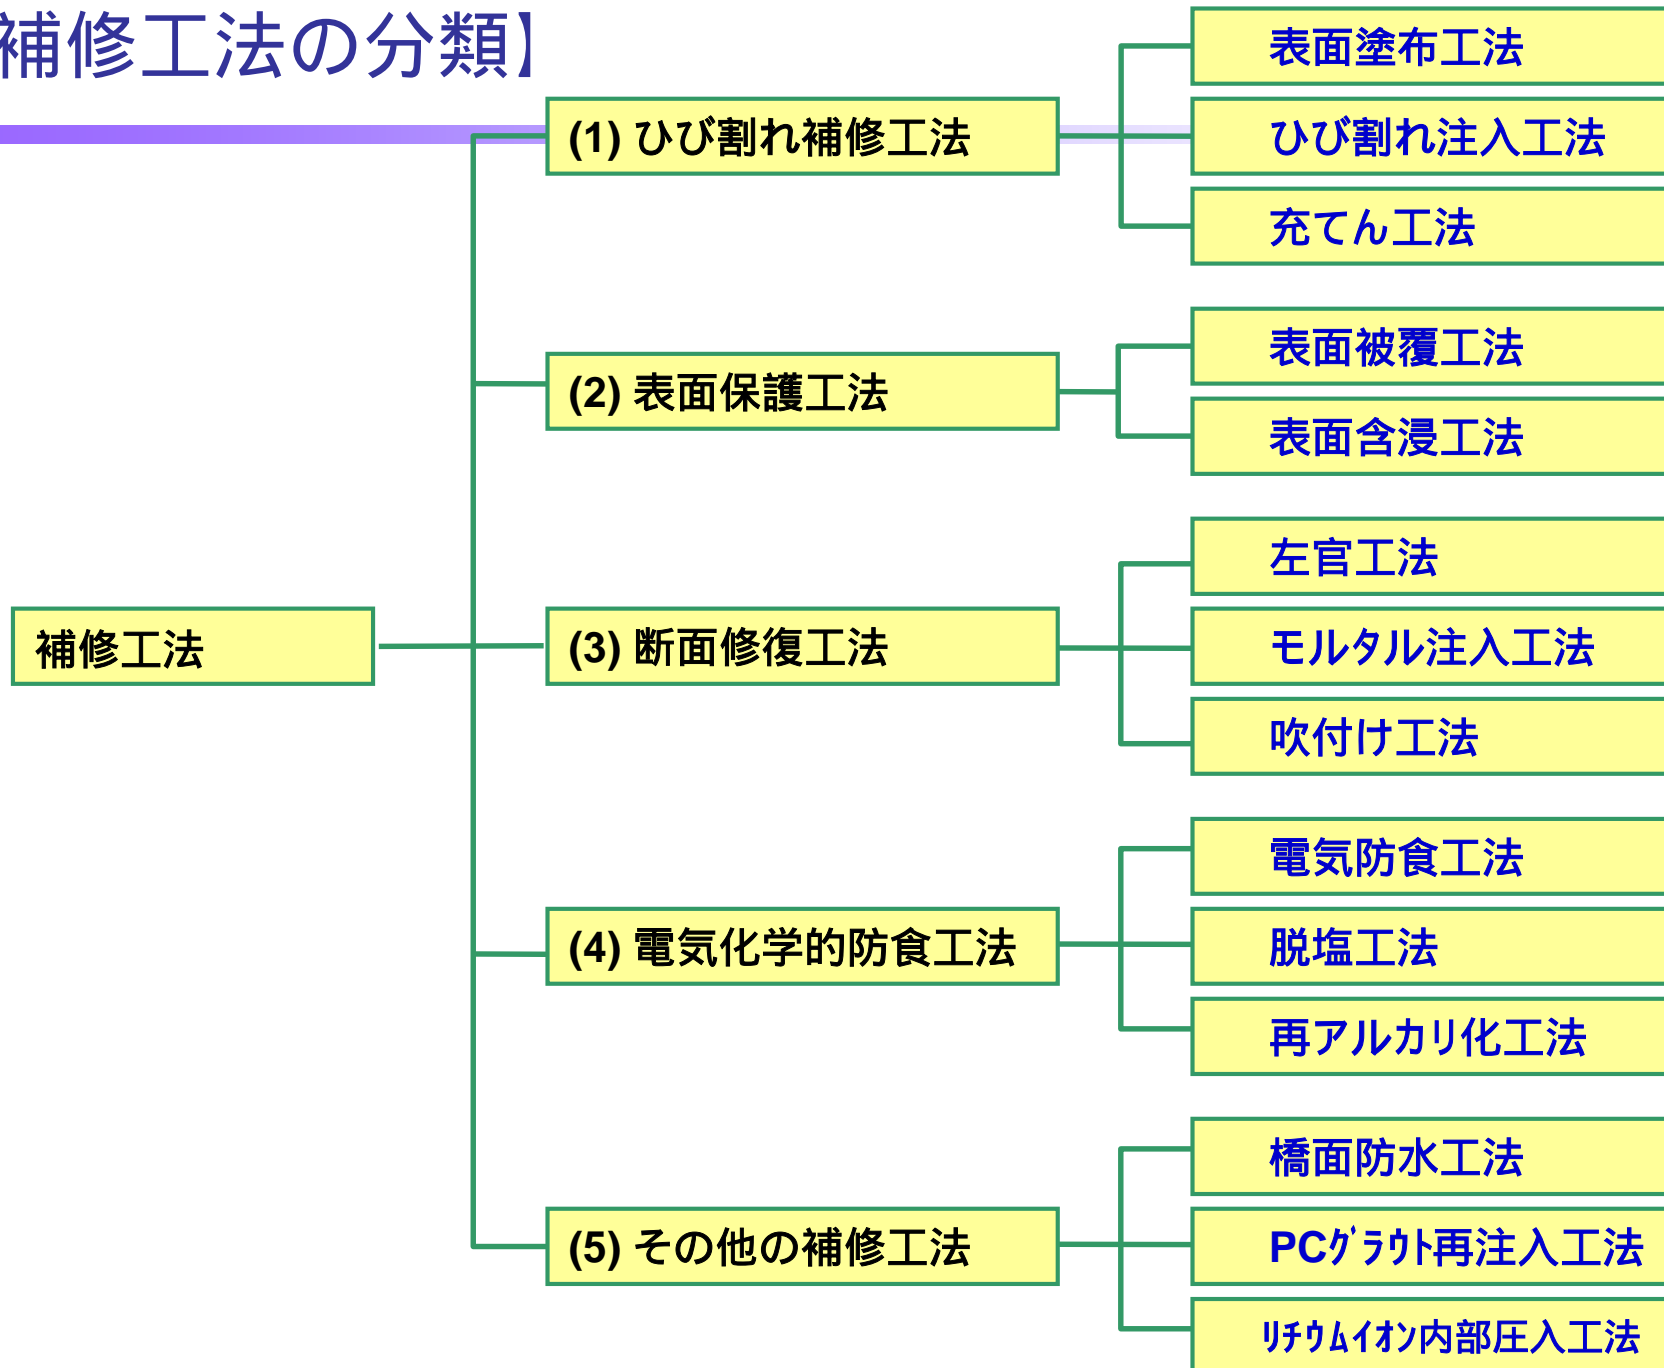 補修工法の分類】
補修工法
(1) ひび割れ補修工法
表面塗布工法
ひび割れ注入工法
充てん工法
(2) 表面保護工法
表面被覆工法
表面含浸工法
(3) 断面修復工法
左官工法
モルタル注入工法
吹付け工法
(4) 電気化学的防食工法
電気防食工法
脱塩工法
再アルカリ化工法
(5) その他の補修工法
橋面防水工法
PCｸﾞﾗｳﾄ再注入工法
ﾘﾁｳﾑイオン内部圧入工法